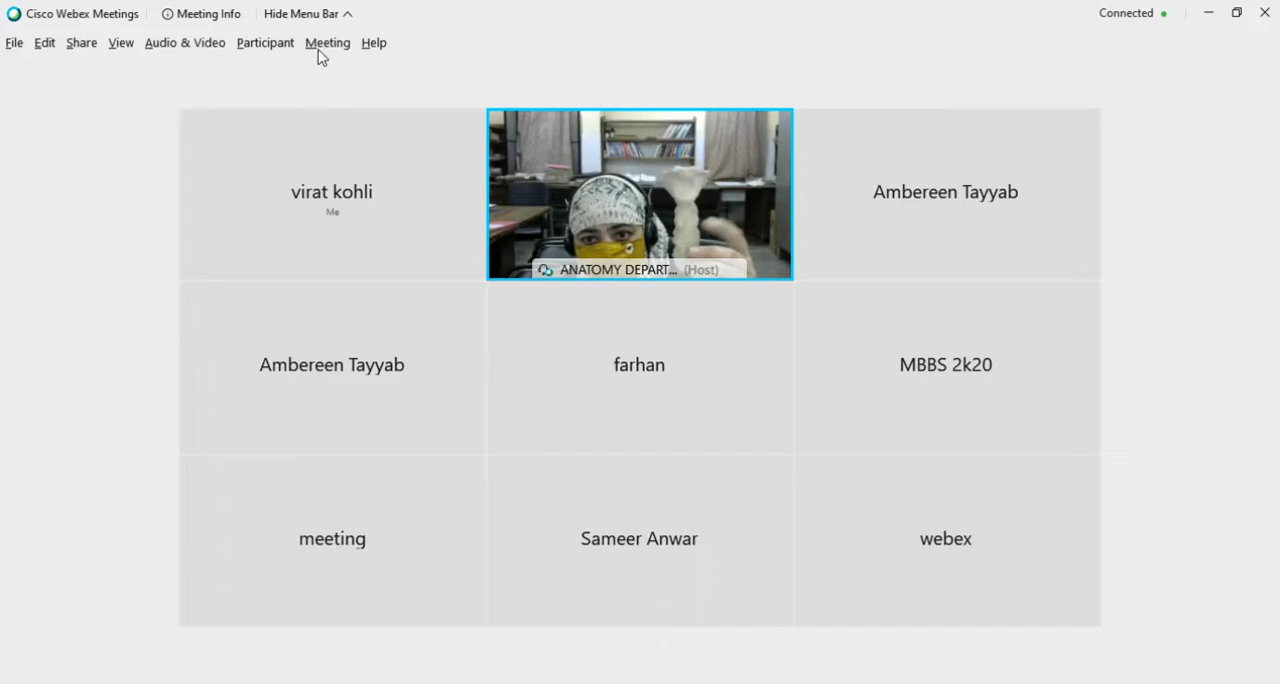 Cisco Webex Meetings Meeting Info Hide Menu Bar Connected
File Edit Share View Audio & Video Participant Meeting Help
virat kohli
Me
ANATOMY DEPART... (Host)
Ambereen Tayyab
Ambereen Tayyab
farhan
MBBS 2k20
meeting
Sameer Anwar
webex